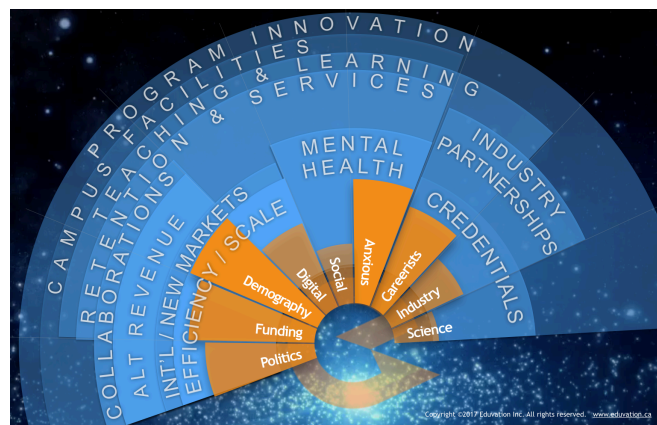 PROGRAM INNOVATION
CAMPUS FACILITIES
TEACHING & LEARNING
RETENTION & SERVICES
COLLABORATIONS
ALT REVENUE
INT'L / NEW MARKETS
EFFICIENCY / SCALE
MENTAL
HEALTH
INDUSTRY
PARTNERSHIPS
CREDENTIALS
Politics
Funding
Demography
Digital
Social
Anxious
Careerists
Industry
Science
Copyright ©2017 Eduvation Inc. All rights reserved. www.eduvation.ca